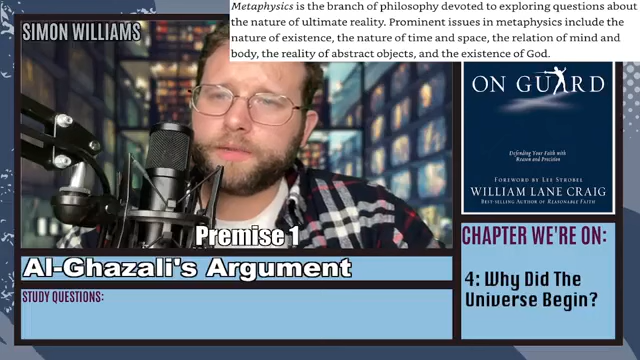 Metaphysics is the branch of philosophy devoted to exploring questions about
the nature of ultimate reality. Prominent issues in metaphysics include the
nature of existence, the nature of time and space, the relation of mind and
body, the reality of abstract objects, and the existence of God.
SIMON WILLIAMS
Premise 1
Al-Ghazali's Argument
STUDY QUESTIONS:
ON GUARD
Defending Your Faith with
Reason and Precision
FOREWORD BY LEE STROBEL
WILLIAM LANE CRAIG
BEST-SELLING AUTHOR OF REASONABLE FAITH
CHAPTER WE'RE ON:
4: Why Did The
Universe Begin?